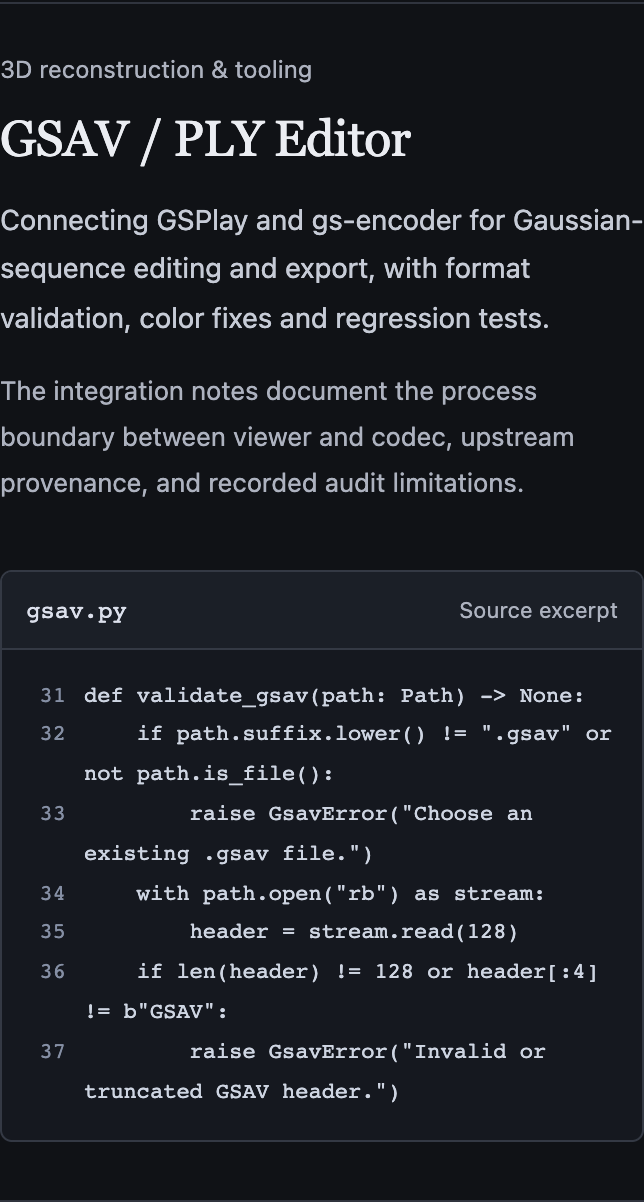 3D reconstruction & tooling
GSAV / PLY Editor
Connecting GSPlay and gs-encoder for Gaussian-
sequence editing and export, with format
validation, color fixes and regression tests.
The integration notes document the process
boundary between viewer and codec, upstream
provenance, and recorded audit limitations.
gsav.py Source excerpt
31 def validate_gsav(path: Path) -> None:
32     if path.suffix.lower() != ".gsav" or
not path.is_file():
33         raise GsavError("Choose an
existing .gsav file.")
34     with path.open("rb") as stream:
35         header = stream.read(128)
36     if len(header) != 128 or header[:4]
!= b"GSAV":
37         raise GsavError("Invalid or
truncated GSAV header.")